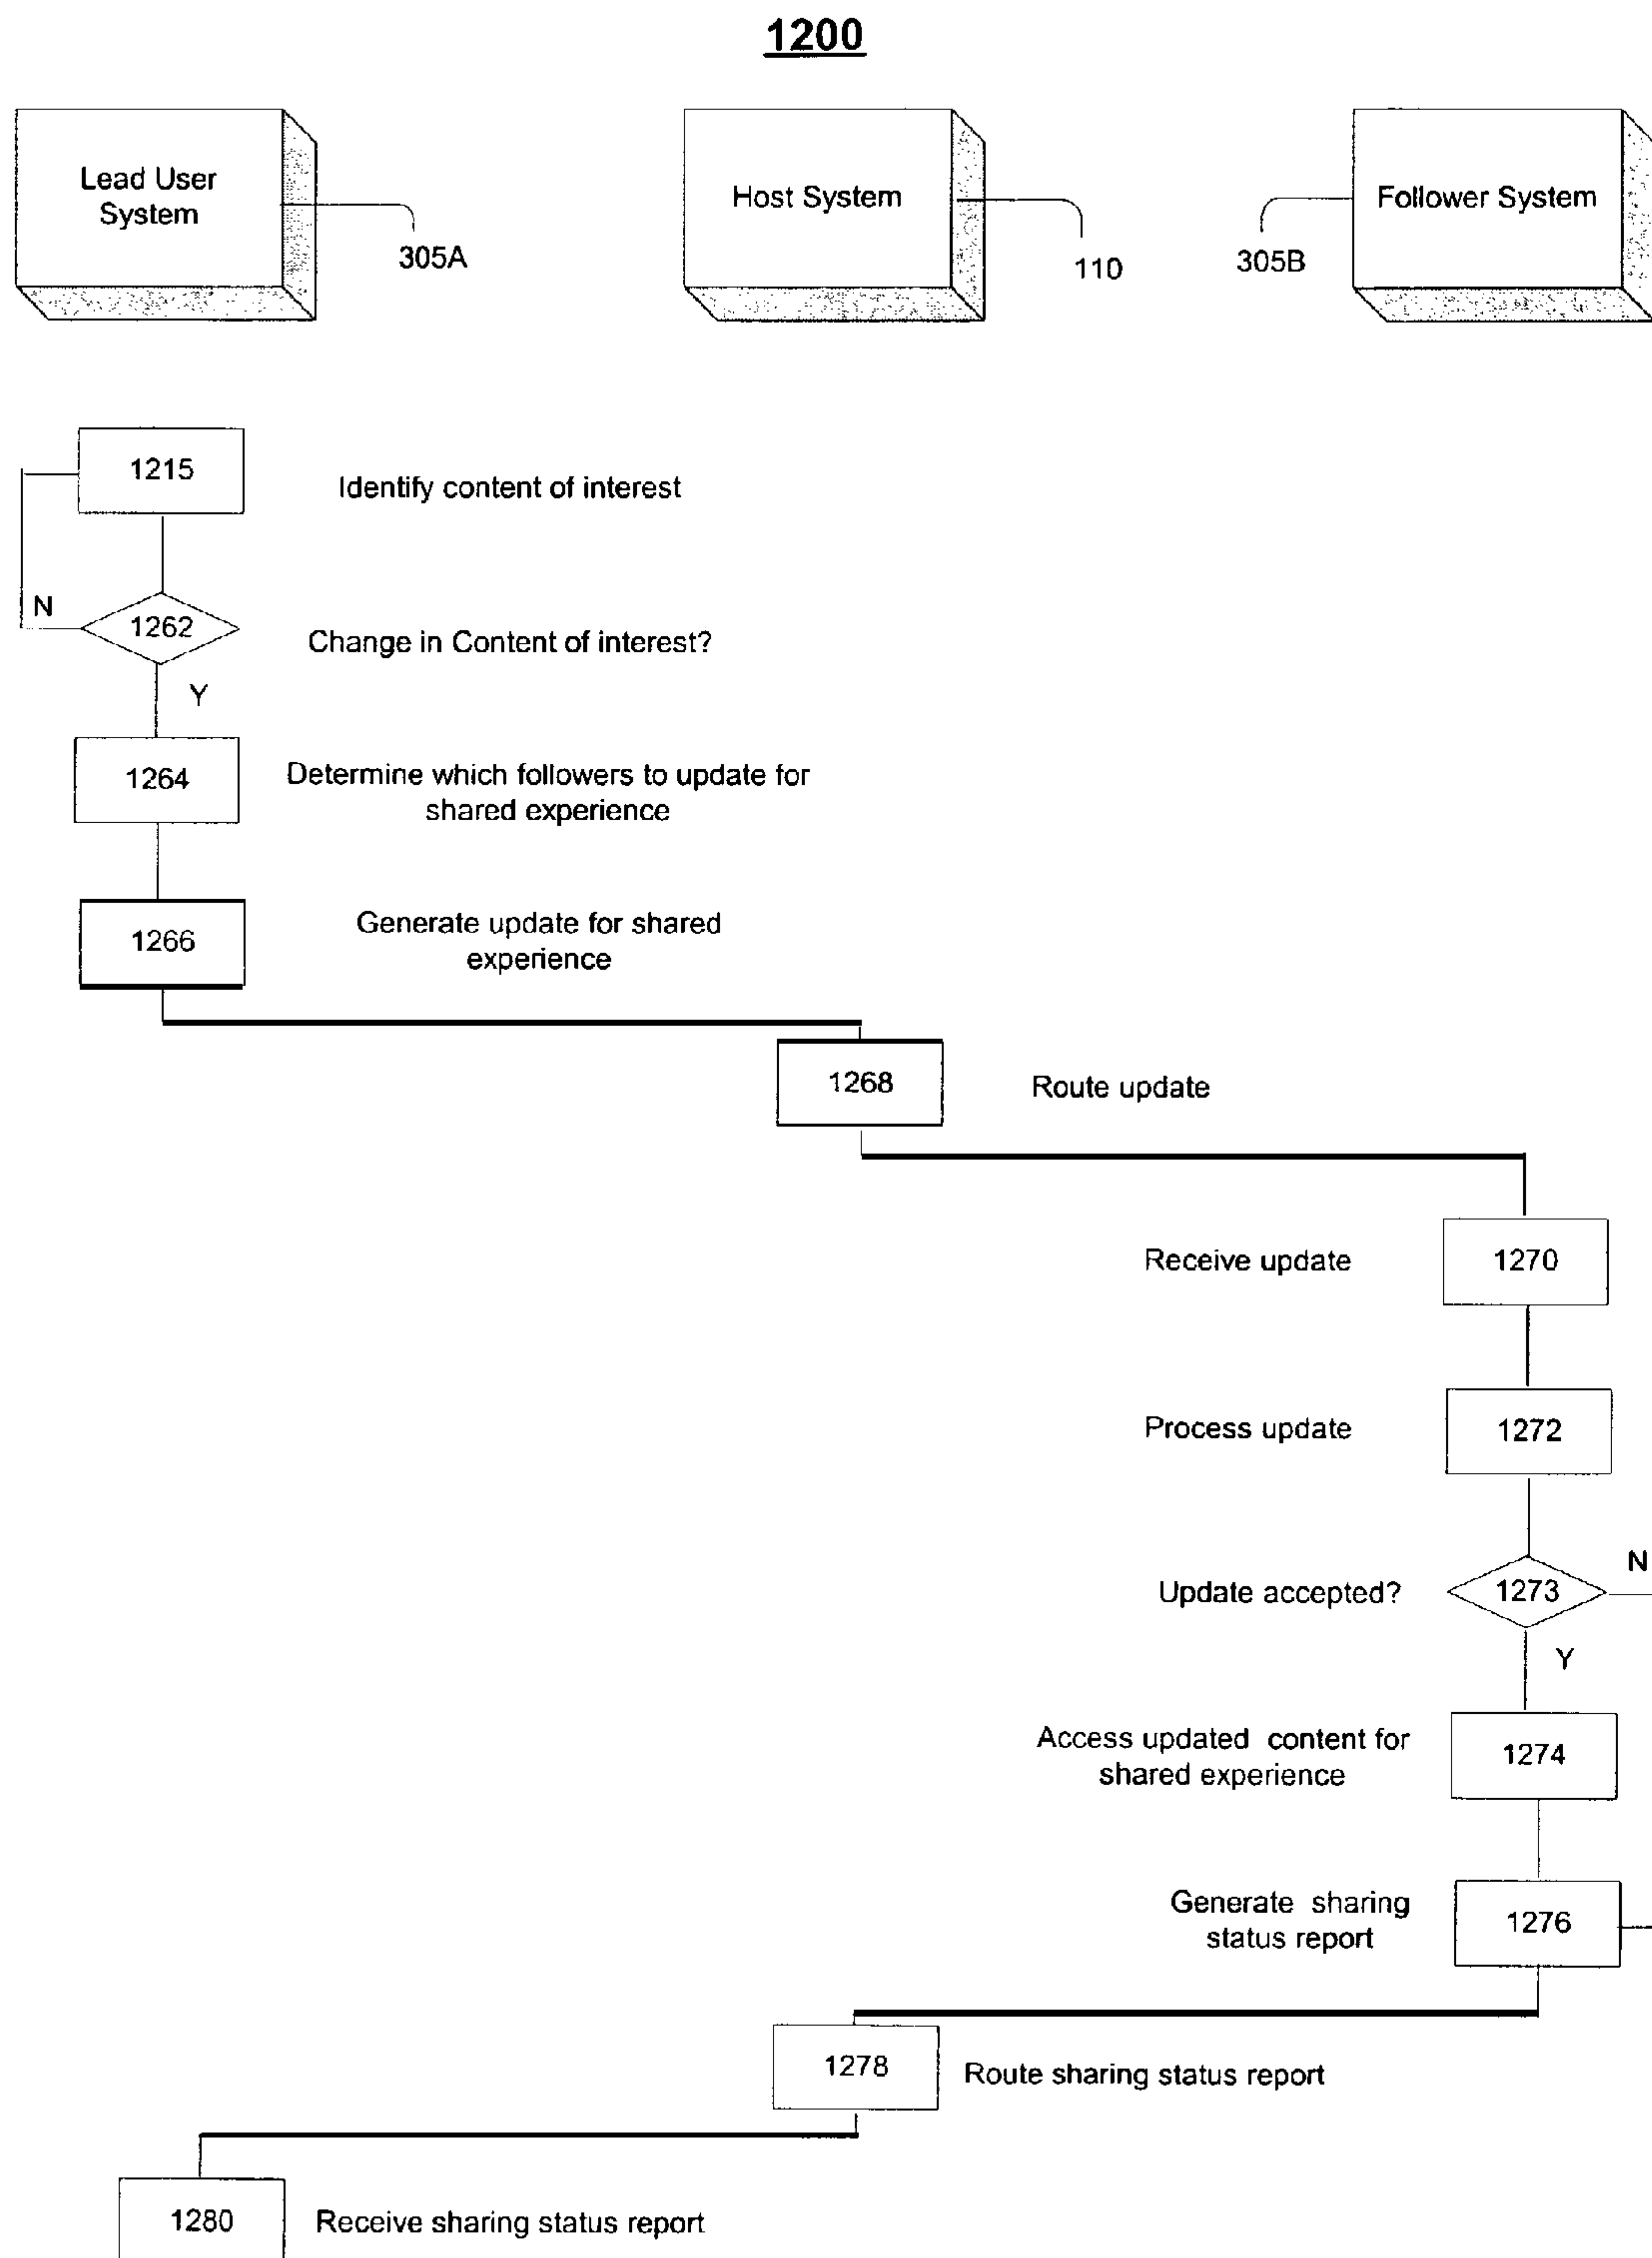 1200
Lead User
System
305A
Host System
110
305B
Follower System
1215
Identify content of interest
N
1262
Change in Content of interest?
Y
1264
Determine which followers to update for
shared experience
1266
Generate update for shared
experience
1268
Route update
Receive update
1270
Process update
1272
Update accepted?
1273
N
Y
Access updated content for
shared experience
1274
Generate sharing
status report
1276
1278
Route sharing status report
1280
Receive sharing status report